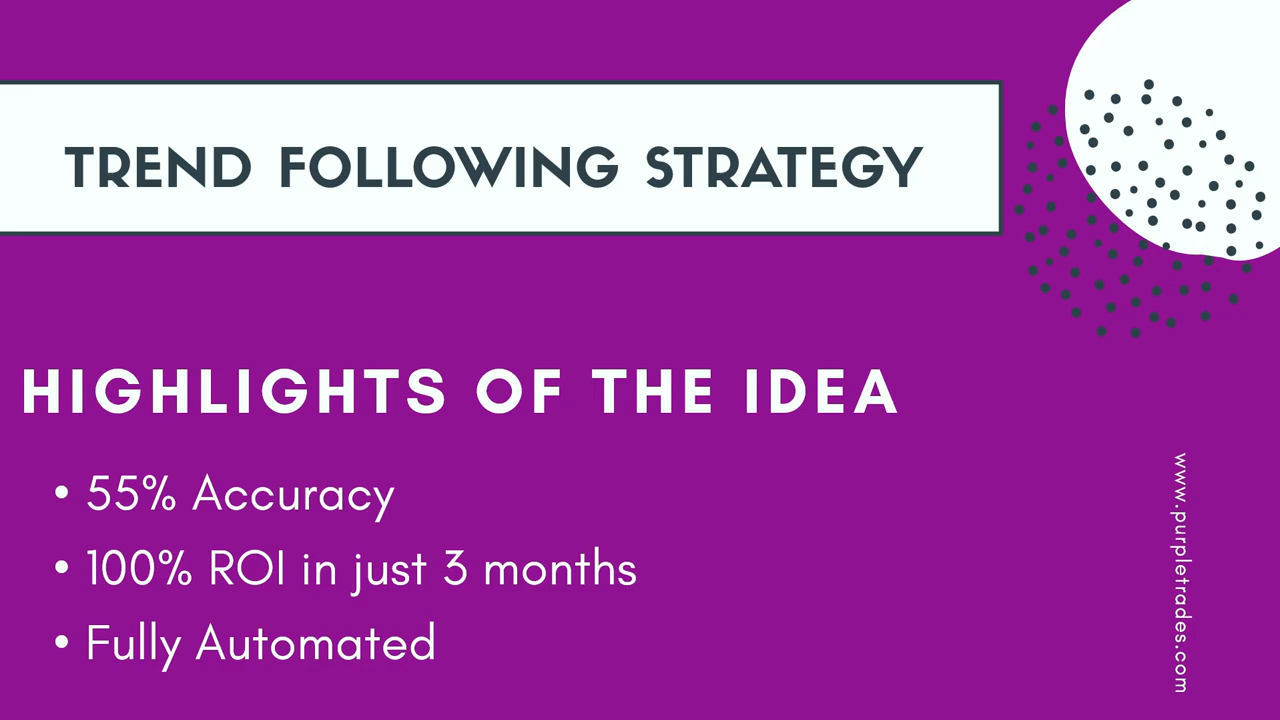 TREND FOLLOWING STRATEGY
HIGHLIGHTS OF THE IDEA
• 55% Accuracy
• 100% ROI in just 3 months
• Fully Automated
www.purpletrades.com